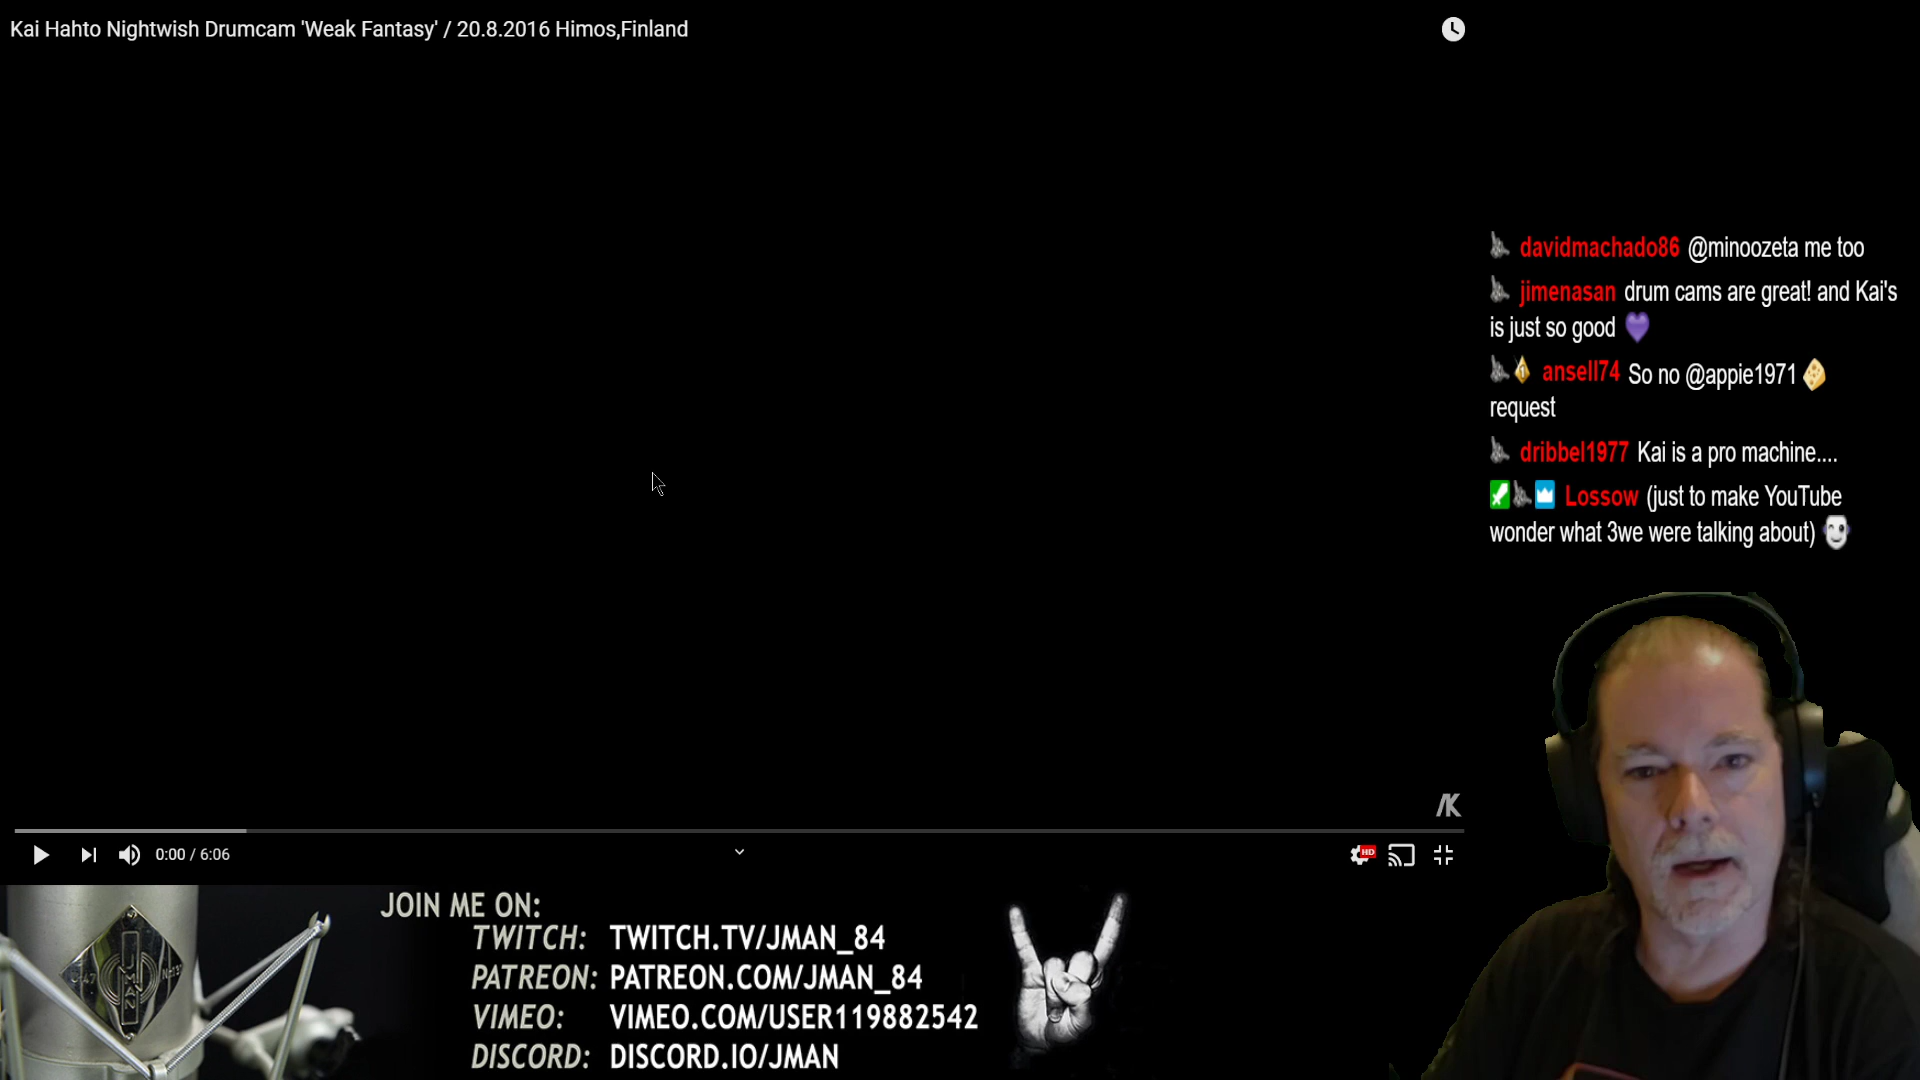 Kai Hahto Nightwish Drumcam 'Weak Fantasy' / 20.8.2016 Himos,Finland
davidmachado86 @minoozeta me too
jimenasan drum cams are great! and Kai's
is just so good
ansell74 So no @appie1971
request
dribbel1977 Kai is a pro machine....
Lossow (just to make YouTube
wonder what 3we were talking about)
0:00 / 6:06
HD
JOIN ME ON:
TWITCH: TWITCH.TV/JMAN_84
PATREON: PATREON.COM/JMAN_84
VIMEO: VIMEO.COM/USER119882542
DISCORD: DISCORD.IO/JMAN
JMAN